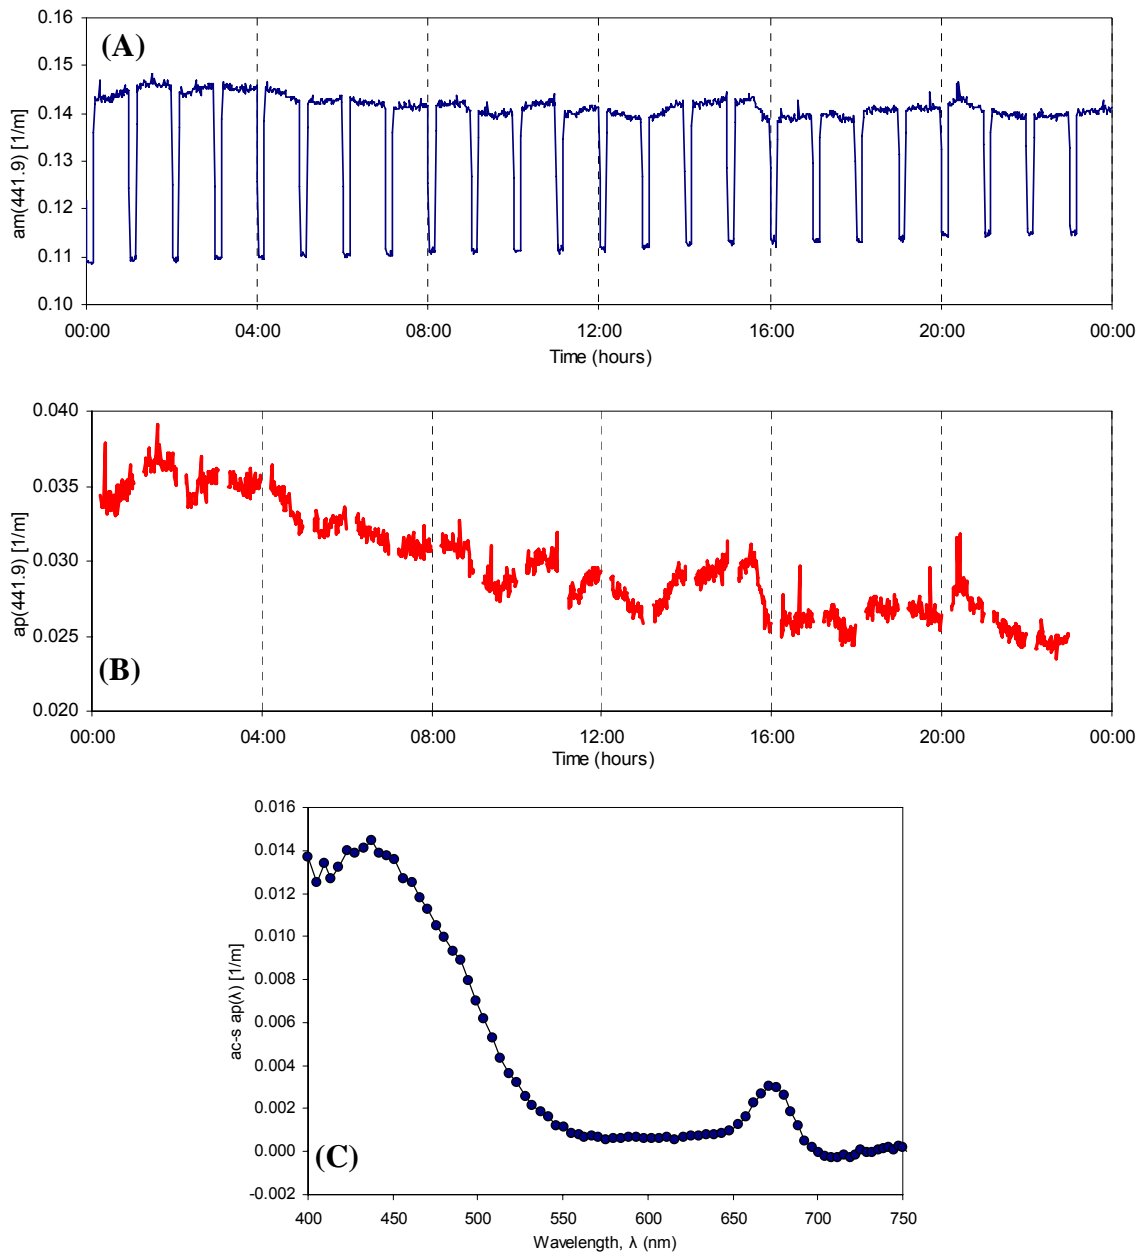 (A)
am(441.9) [1/m]
0.16
0.15
0.14
0.13
0.12
0.11
0.10
00:00 04:00 08:00 12:00 16:00 20:00 00:00
Time (hours)
(B)
ap(441.9) [1/m]
0.040
0.035
0.030
0.025
0.020
00:00 04:00 08:00 12:00 16:00 20:00 00:00
Time (hours)
(C)
ac-s ap(λ) [1/m]
0.016
0.014
0.012
0.010
0.008
0.006
0.004
0.002
0.000
-0.002
400 450 500 550 600 650 700 750
Wavelength, λ (nm)